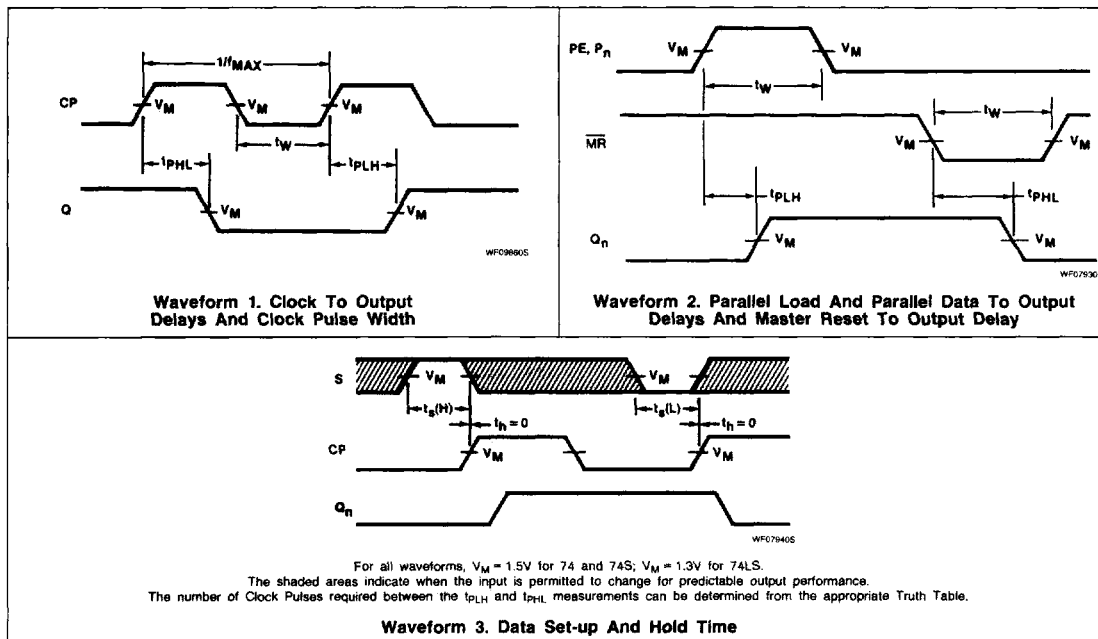 1/fMAX
CP
VM
VM
VM
tW
tPHL
tPLH
Q
VM
VM
WF09860S
Waveform 1. Clock To Output
Delays And Clock Pulse Width
PE, Pn
VM
VM
tW
tW
MR
VM
VM
tPLH
tPHL
Qn
VM
VM
WF07930
Waveform 2. Parallel Load And Parallel Data To Output
Delays And Master Reset To Output Delay
S
VM
VM
ts(H)
ts(L)
th = 0
th = 0
CP
VM
VM
Qn
WF07940S
For all waveforms, VM = 1.5V for 74 and 74S; VM = 1.3V for 74LS.
The shaded areas indicate when the input is permitted to change for predictable output performance.
The number of Clock Pulses required between the tPLH and tPHL measurements can be determined from the appropriate Truth Table.
Waveform 3. Data Set-up And Hold Time